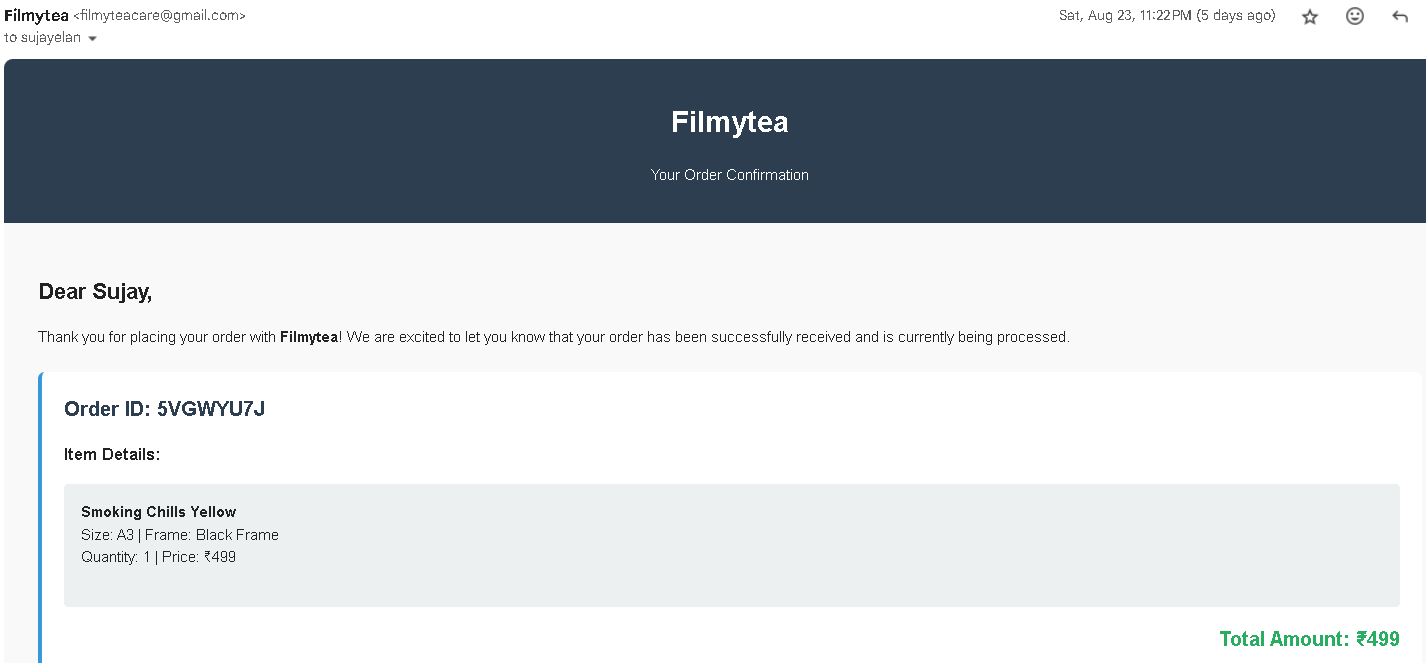 Filmytea <filmyteacare@gmail.com>
Sat, Aug 23, 11:22 PM (5 days ago)
to sujayelan
Filmytea
Your Order Confirmation
Dear Sujay,
Thank you for placing your order with Filmytea! We are excited to let you know that your order has been successfully received and is currently being processed.
Order ID: 5VGWYU7J
Item Details:
Smoking Chills Yellow
Size: A3 | Frame: Black Frame
Quantity: 1 | Price: ₹499
Total Amount: ₹499